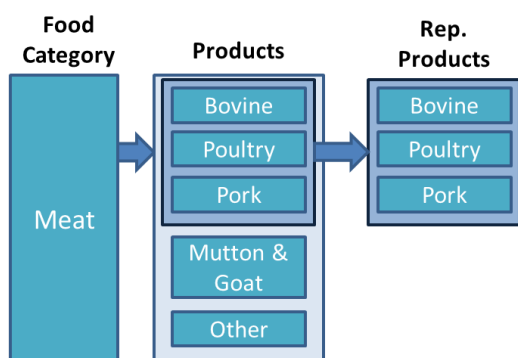 Food
Category
Products
Rep.
Products
Meat
Bovine
Poultry
Pork
Mutton &
Goat
Other
Bovine
Poultry
Pork